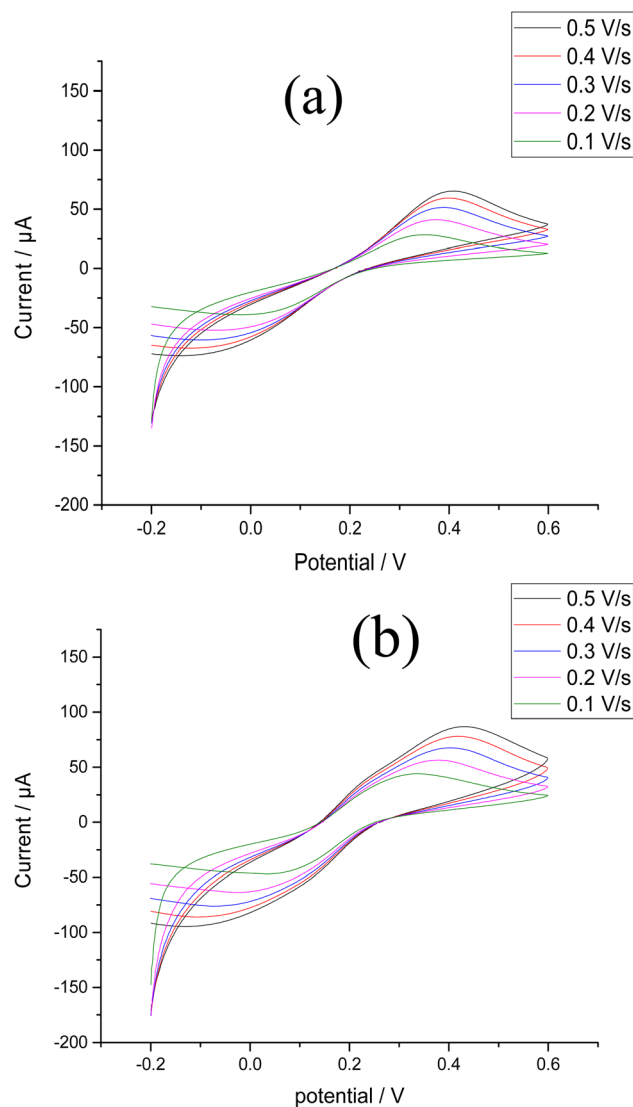 0.5 V/s
0.4 V/s
0.3 V/s
0.2 V/s
0.1 V/s
(a)
175
150
100
50
0
-50
-100
-150
-200
Current / µA
-0.2 0.0 0.2 0.4 0.6
Potential / V
0.5 V/s
0.4 V/s
0.3 V/s
0.2 V/s
0.1 V/s
(b)
150
100
50
0
-50
-100
-150
-200
Current / µA
-0.2 0.0 0.2 0.4 0.6
potential / V